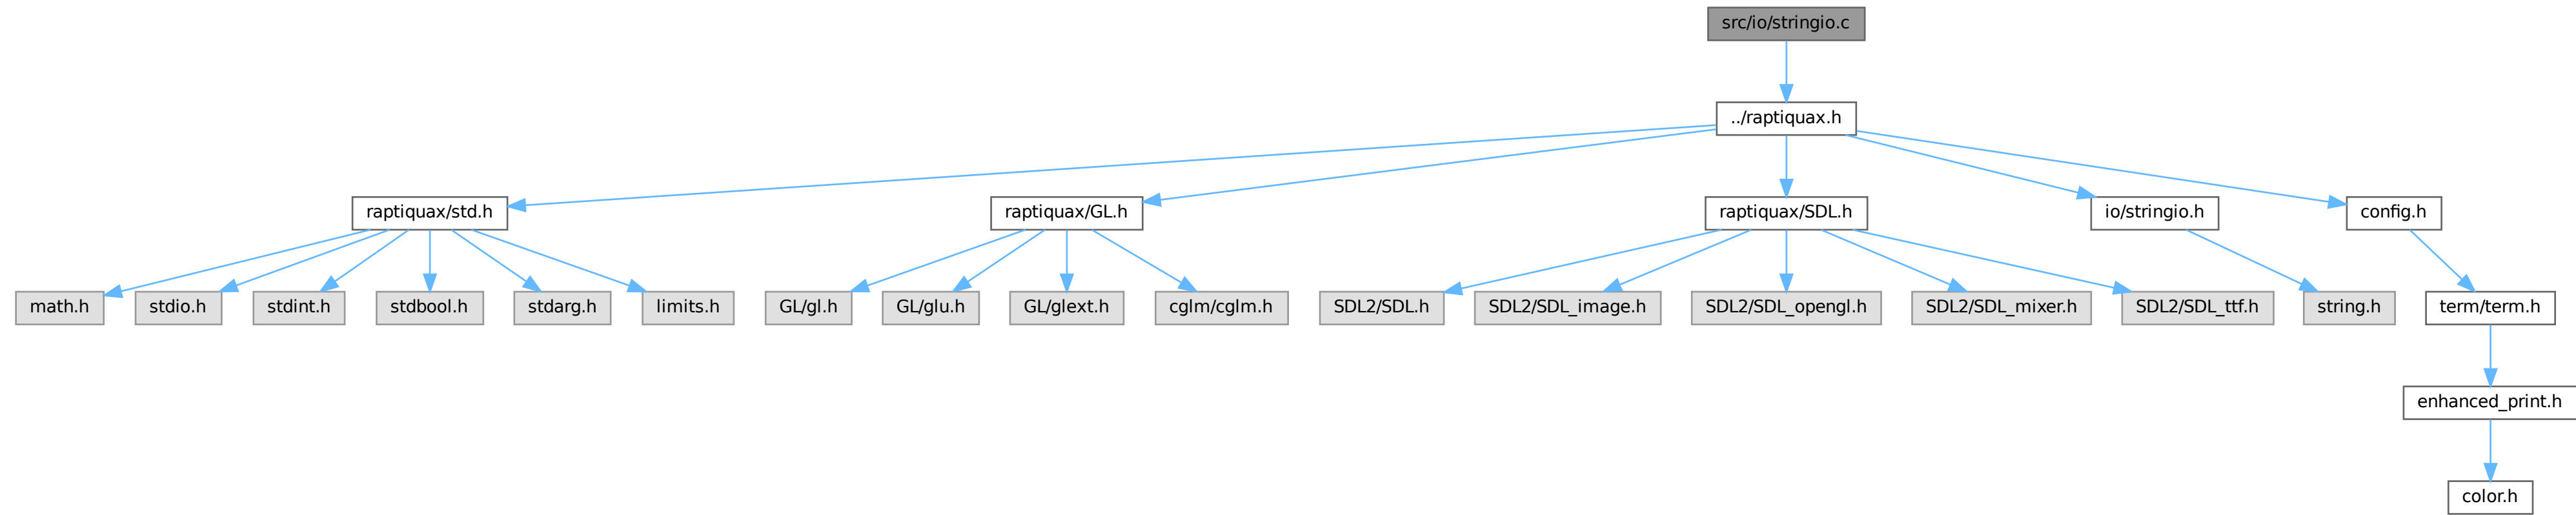 src/io/stringio.c
../raptiquax.h
raptiquax/std.h
raptiquax/GL.h
raptiquax/SDL.h
io/stringio.h
config.h
math.h
stdio.h
stdint.h
stdbool.h
stdarg.h
limits.h
GL/gl.h
GL/glu.h
GL/glext.h
cglm/cglm.h
SDL2/SDL.h
SDL2/SDL_image.h
SDL2/SDL_opengl.h
SDL2/SDL_mixer.h
SDL2/SDL_ttf.h
string.h
term/term.h
enhanced_print.h
color.h